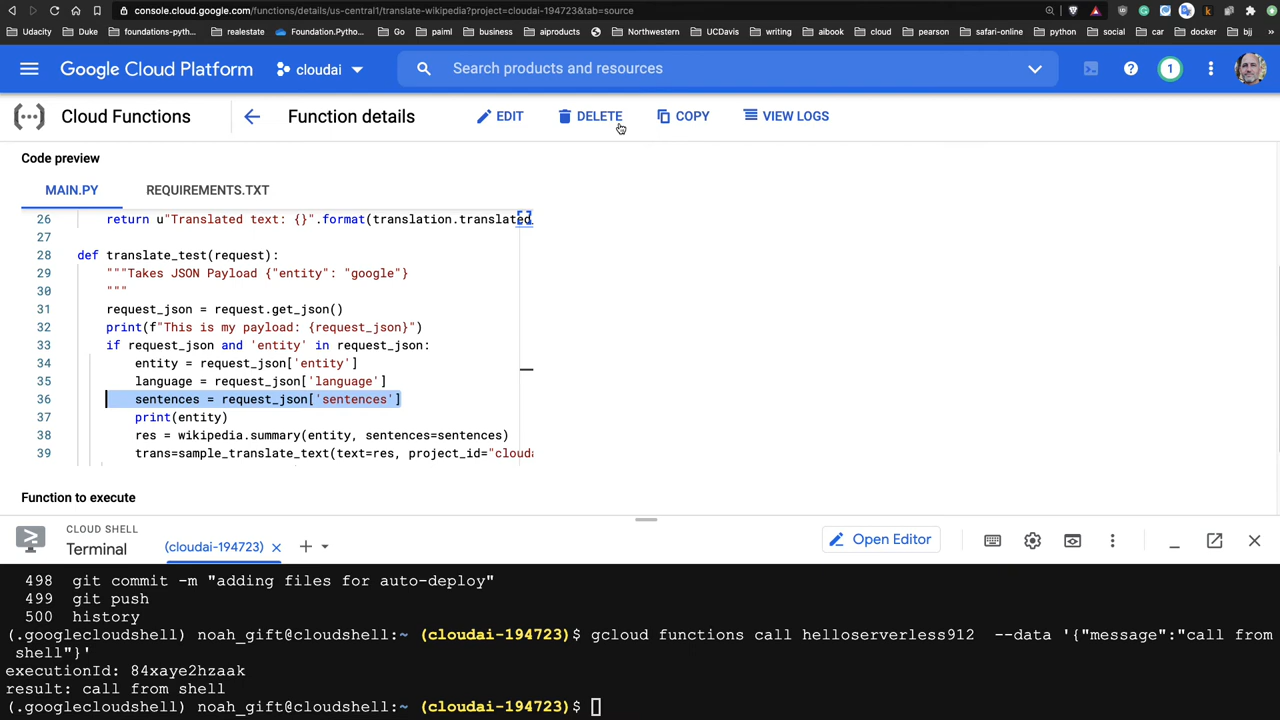 console.cloud.google.com/functions/details/us-central1/translate-wikipedia?project=cloudai-194723&tab=source
Udacity Duke foundations-pyth... realestate Foundation.Pytho... Go paiml business aiproducts Northwestern UCDavis writing aibook cloud pearson safari-online python social car docker bjj »
Google Cloud Platform cloudai Search products and resources 1
Cloud Functions Function details EDIT DELETE COPY VIEW LOGS
Code preview
MAIN.PY REQUIREMENTS.TXT
26 return u"Translated text: {}".format(translation.translated
27
28 def translate_test(request):
29 """Takes JSON Payload {"entity": "google"}
30 """
31 request_json = request.get_json()
32 print(f"This is my payload: {request_json}")
33 if request_json and 'entity' in request_json:
34 entity = request_json['entity']
35 language = request_json['language']
36 sentences = request_json['sentences']
37 print(entity)
38 res = wikipedia.summary(entity, sentences=sentences)
39 trans=sample_translate_text(text=res, project_id="cloud
Function to execute
CLOUD SHELL
Terminal (cloudai-194723) Open Editor
498 git commit -m "adding files for auto-deploy"
499 git push
500 history
(.googlecloudshell) noah_gift@cloudshell:~ (cloudai-194723)$ gcloud functions call helloserverless912 --data '{"message":"call from
shell"}'
executionId: 84xaye2hzaak
result: call from shell
(.googlecloudshell) noah_gift@cloudshell:~ (cloudai-194723)$